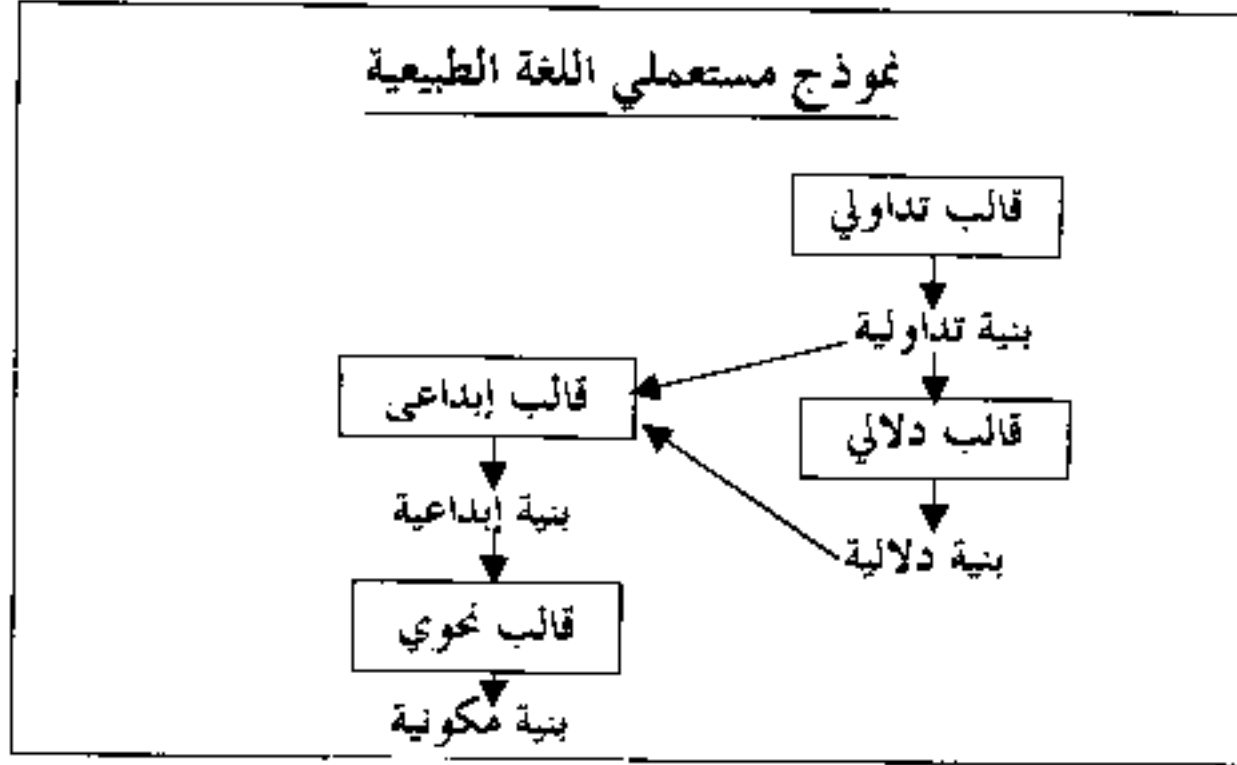 نموذج مستعملي اللغة الطبيعية
قالب تداولي
بنية تداولية
قالب إبداعي
قالب دلالي
بنية إبداعية
بنية دلالية
قالب نحوي
بنية مكونية